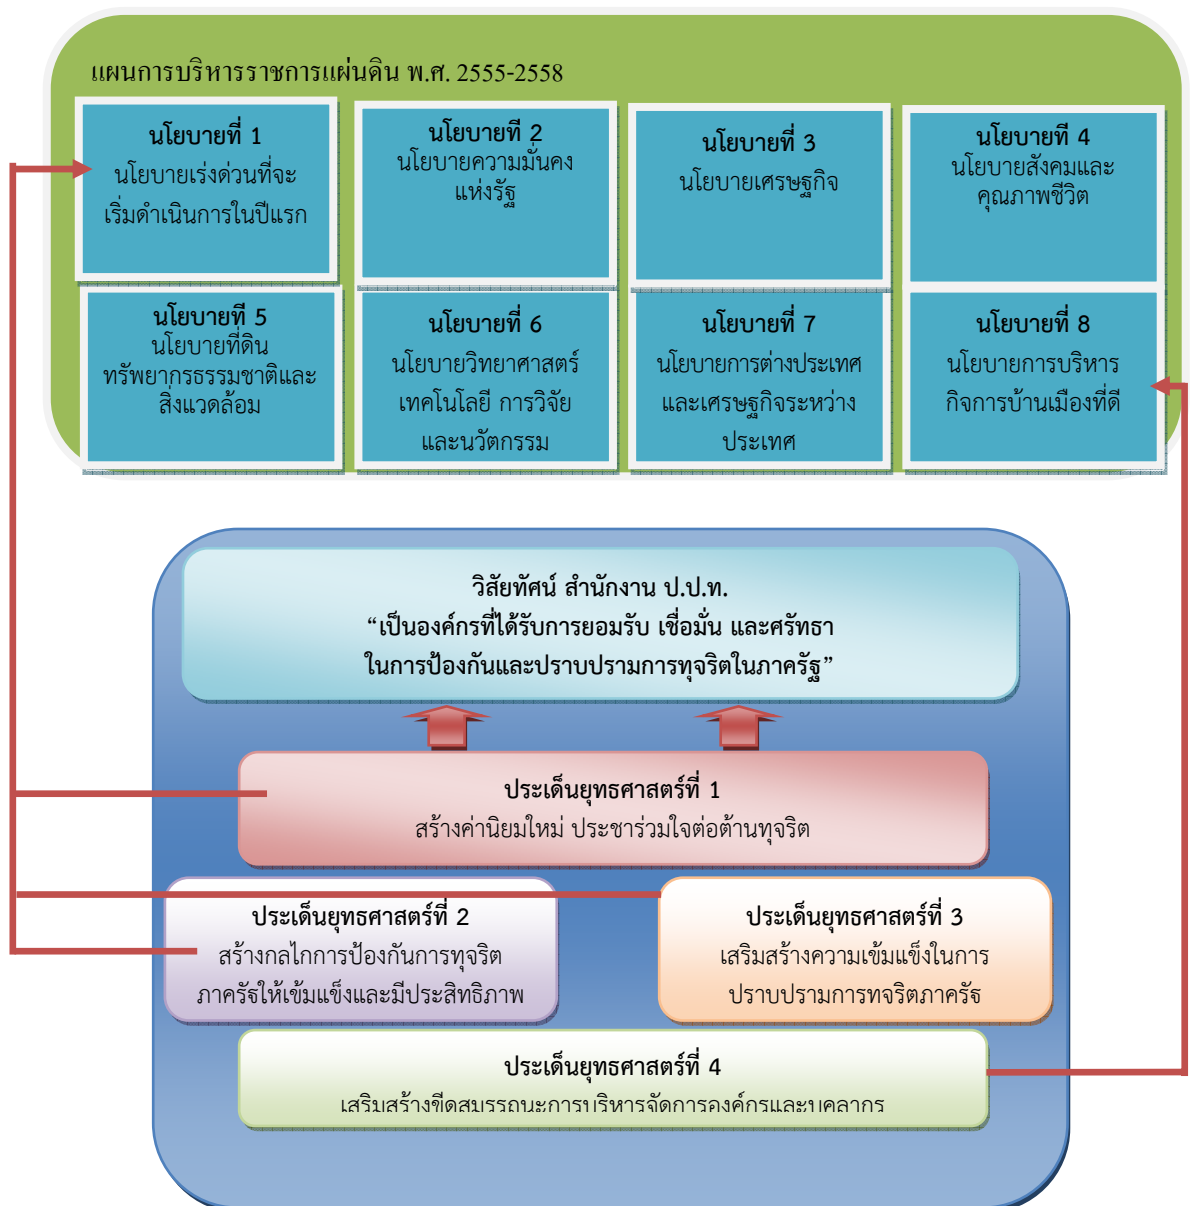 แผนการบริหารราชการแผ่นดิน พ.ศ. 2555-2558
นโยบายที่ 1
นโยบายเร่งด่วนที่จะ
เริ่มดำเนินการในปีแรก
นโยบายที่ 2
นโยบายความมั่นคง
แห่งรัฐ
นโยบายที่ 3
นโยบายเศรษฐกิจ
นโยบายที่ 4
นโยบายสังคมและ
คุณภาพชีวิต
นโยบายที่ 5
นโยบายที่ดิน
ทรัพยากรธรรมชาติและ
สิ่งแวดล้อม
นโยบายที่ 6
นโยบายวิทยาศาสตร์
เทคโนโลยี การวิจัย
และนวัตกรรม
นโยบายที่ 7
นโยบายการต่างประเทศ
และเศรษฐกิจระหว่าง
ประเทศ
นโยบายที่ 8
นโยบายการบริหาร
กิจการบ้านเมืองที่ดี
วิสัยทัศน์ สำนักงาน ป.ป.ท.
“เป็นองค์กรที่ได้รับการยอมรับ เชื่อมั่น และศรัทธา
ในการป้องกันและปราบปรามการทุจริตในภาครัฐ”
ประเด็นยุทธศาสตร์ที่ 1
สร้างค่านิยมใหม่ ประชาร่วมใจต่อต้านทุจริต
ประเด็นยุทธศาสตร์ที่ 2
สร้างกลไกการป้องกันการทุจริต
ภาครัฐให้เข้มแข็งและมีประสิทธิภาพ
ประเด็นยุทธศาสตร์ที่ 3
เสริมสร้างความเข้มแข็งในการ
ปราบปรามการทุจริตภาครัฐ
ประเด็นยุทธศาสตร์ที่ 4
เสริมสร้างขีดสมรรถนะการบริหารจัดการองค์กรและบุคลากร